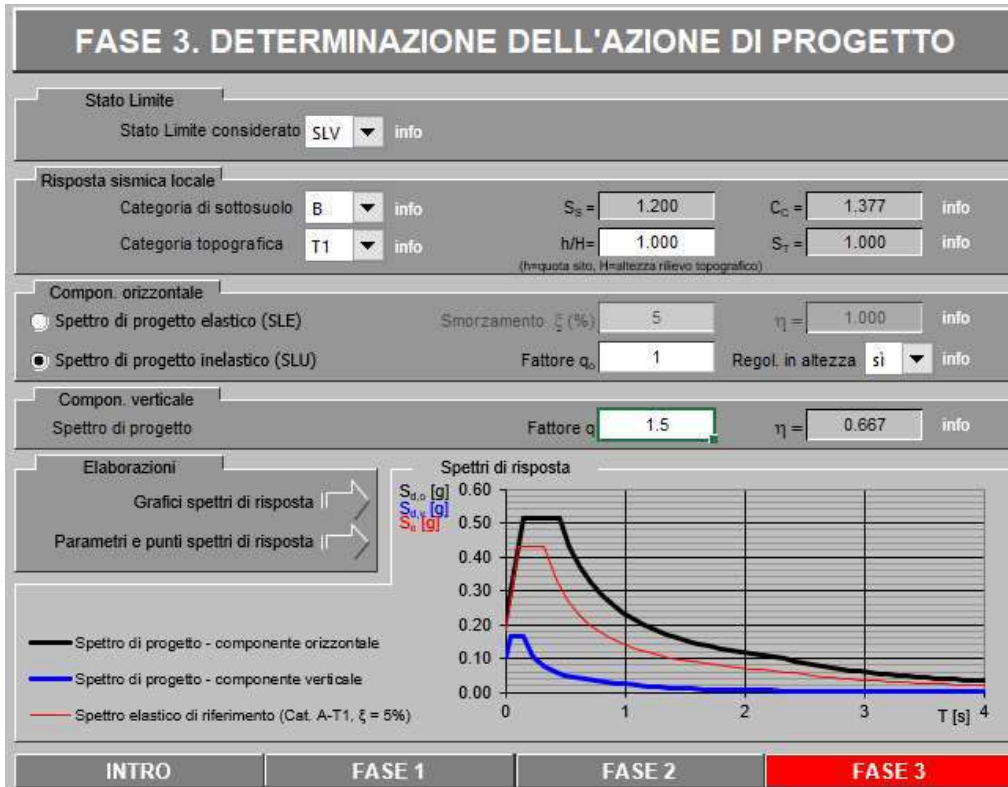 FASE 3. DETERMINAZIONE DELL'AZIONE DI PROGETTO
Stato Limite
Stato Limite considerato SLV info
Risposta sismica locale
Categoria di sottosuolo B info S_S = 1.200 C_C = 1.377 info
Categoria topografica T1 info h/H= 1.000 S_T = 1.000 info
(h=quota sito, H=altezza rilievo topografico)
Compon. orizzontale
Spettro di progetto elastico (SLE) Smorzamento ξ (%) 5 η = 1.000 info
Spettro di progetto inelastico (SLU) Fattore q_o 1 Regol. in altezza sì info
Compon. verticale
Spettro di progetto Fattore q 1.5 η = 0.667 info
Elaborazioni
Grafici spettri di risposta
Parametri e punti spettri di risposta
Spettri di risposta
S_d,o [g]
S_d,v [g]
S_e [g]
0.60
0.50
0.40
0.30
0.20
0.10
0.00
0 1 2 3 4
T [s]
Spettro di progetto - componente orizzontale
Spettro di progetto - componente verticale
Spettro elastico di riferimento (Cat. A-T1, ξ = 5%)
INTRO FASE 1 FASE 2 FASE 3